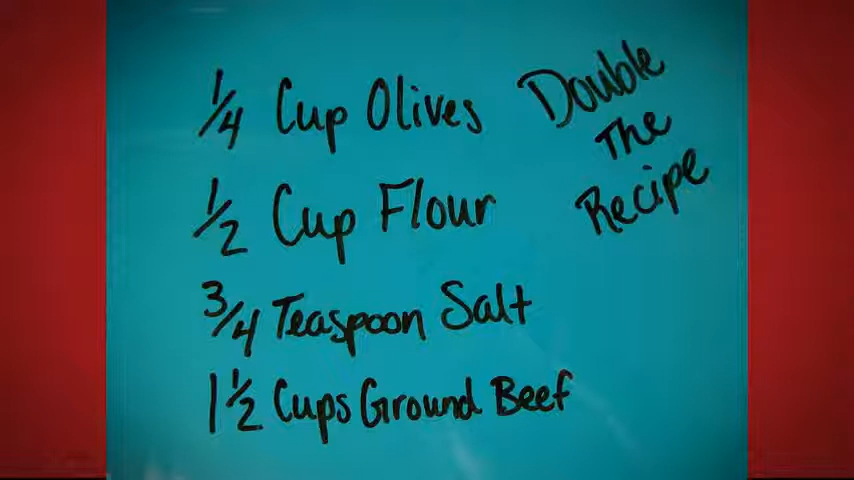 1/4 Cup Olives
1/2 Cup Flour
3/4 Teaspoon Salt
1 1/2 Cups Ground Beef
Double
The
Recipe